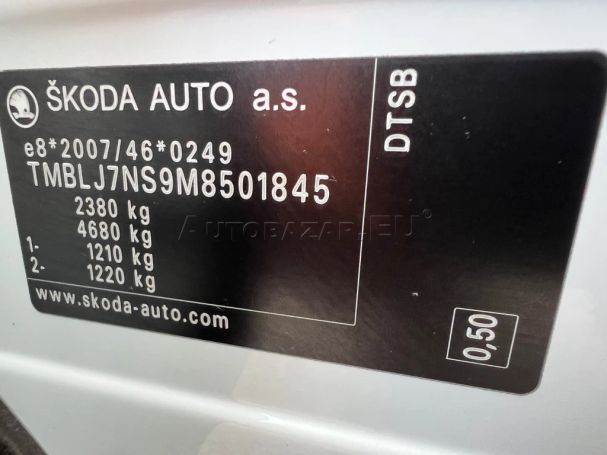 ŠKODA AUTO a.s.
e8*2007/46*0249
TMBLJ7NS9M8501845
2380 kg
4680 kg
1- 1210 kg
2- 1220 kg
www.skoda-auto.com
DTSB
0,50
AUTOBAZAR.EU®